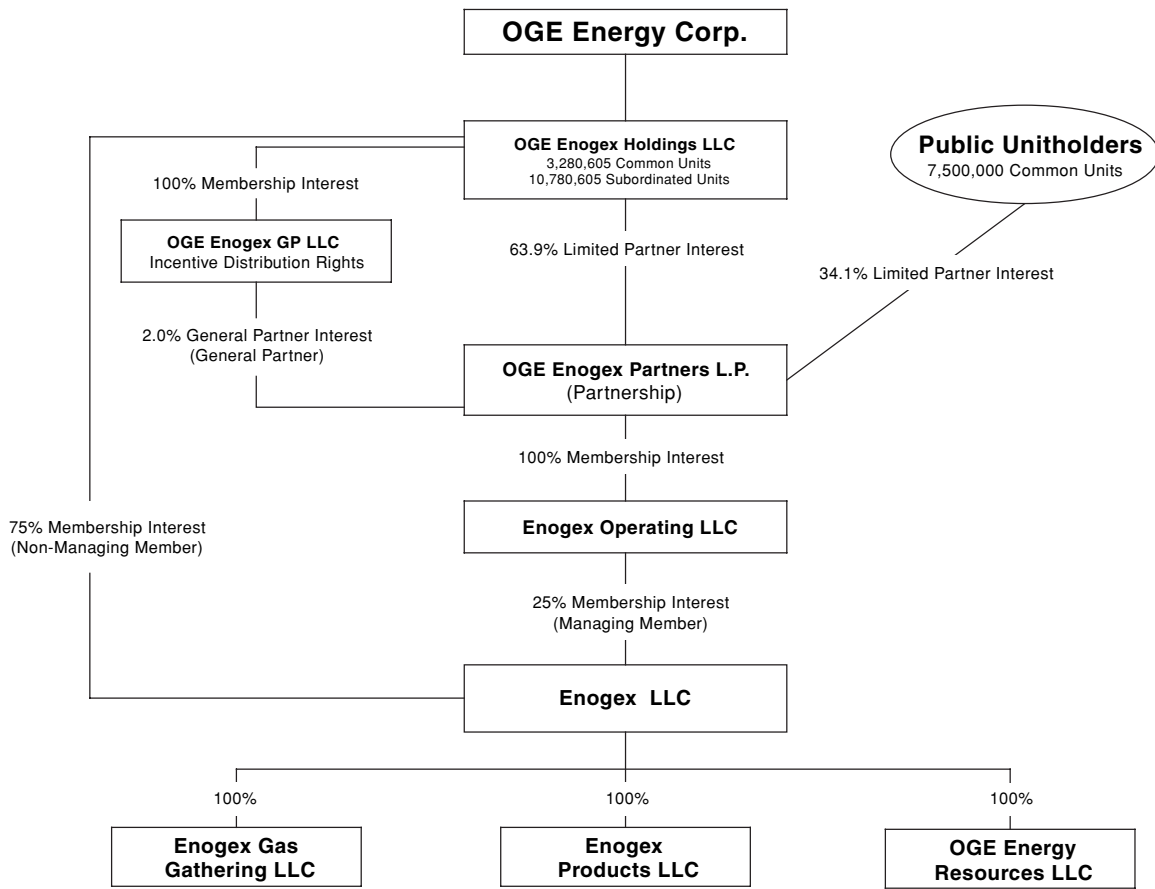 OGE Energy Corp.
OGE Enogex Holdings LLC
3,280,605 Common Units
10,780,605 Subordinated Units
Public Unitholders
7,500,000 Common Units
100% Membership Interest
OGE Enogex GP LLC
Incentive Distribution Rights
63.9% Limited Partner Interest
34.1% Limited Partner Interest
2.0% General Partner Interest
(General Partner)
OGE Enogex Partners L.P.
(Partnership)
100% Membership Interest
Enogex Operating LLC
75% Membership Interest
(Non-Managing Member)
25% Membership Interest
(Managing Member)
Enogex LLC
100%
100%
100%
Enogex Gas
Gathering LLC
Enogex
Products LLC
OGE Energy
Resources LLC